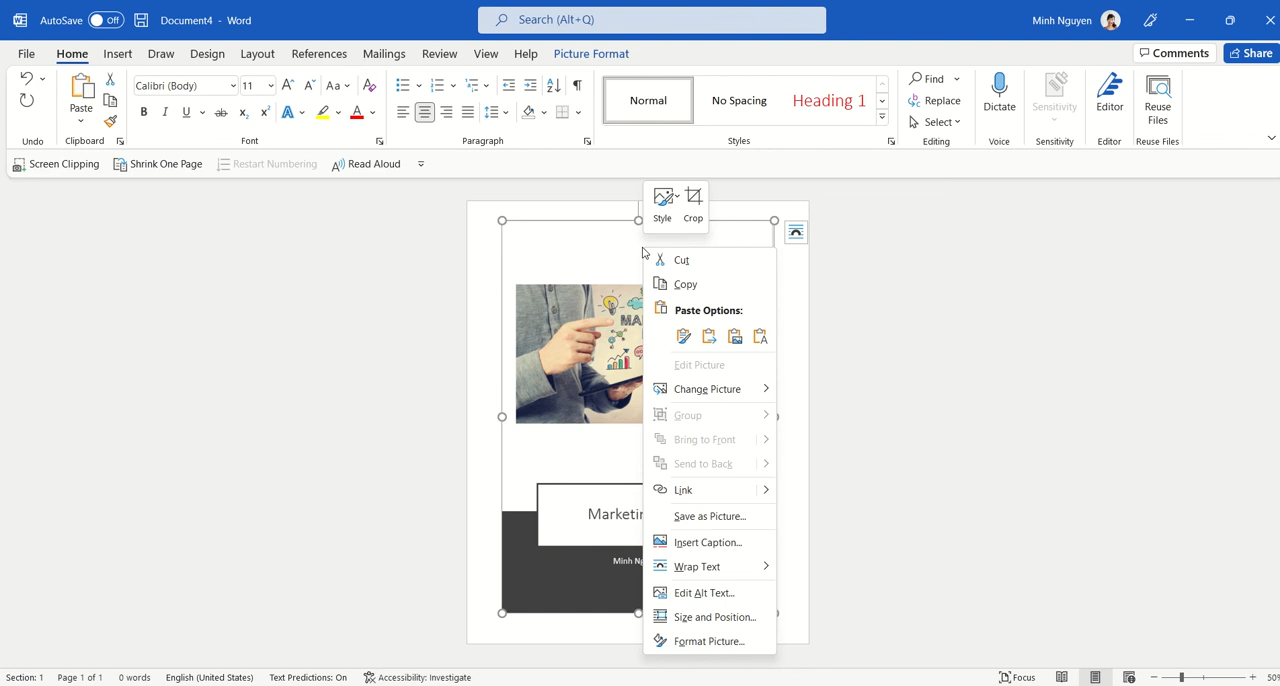 AutoSave Off Document4 - Word Search (Alt+Q) Minh Nguyen
File Home Insert Draw Design Layout References Mailings Review View Help Picture Format Comments Share
Calibri (Body) 11 Aa Normal No Spacing Heading 1 Find
Paste Replace Dictate Sensitivity Editor Reuse Files
B I U ab x₂ x² A A Select
Undo Clipboard Font Paragraph Styles Editing Voice Sensitivity Editor Reuse Files
Screen Clipping Shrink One Page Restart Numbering Read Aloud
Style Crop
Cut
Copy
Paste Options:
Edit Picture
Change Picture
Group
Bring to Front
Send to Back
Link
Save as Picture...
Insert Caption...
Wrap Text
Edit Alt Text...
Size and Position...
Format Picture...
Section: 1 Page 1 of 1 0 words English (United States) Text Predictions: On Accessibility: Investigate Focus 50%